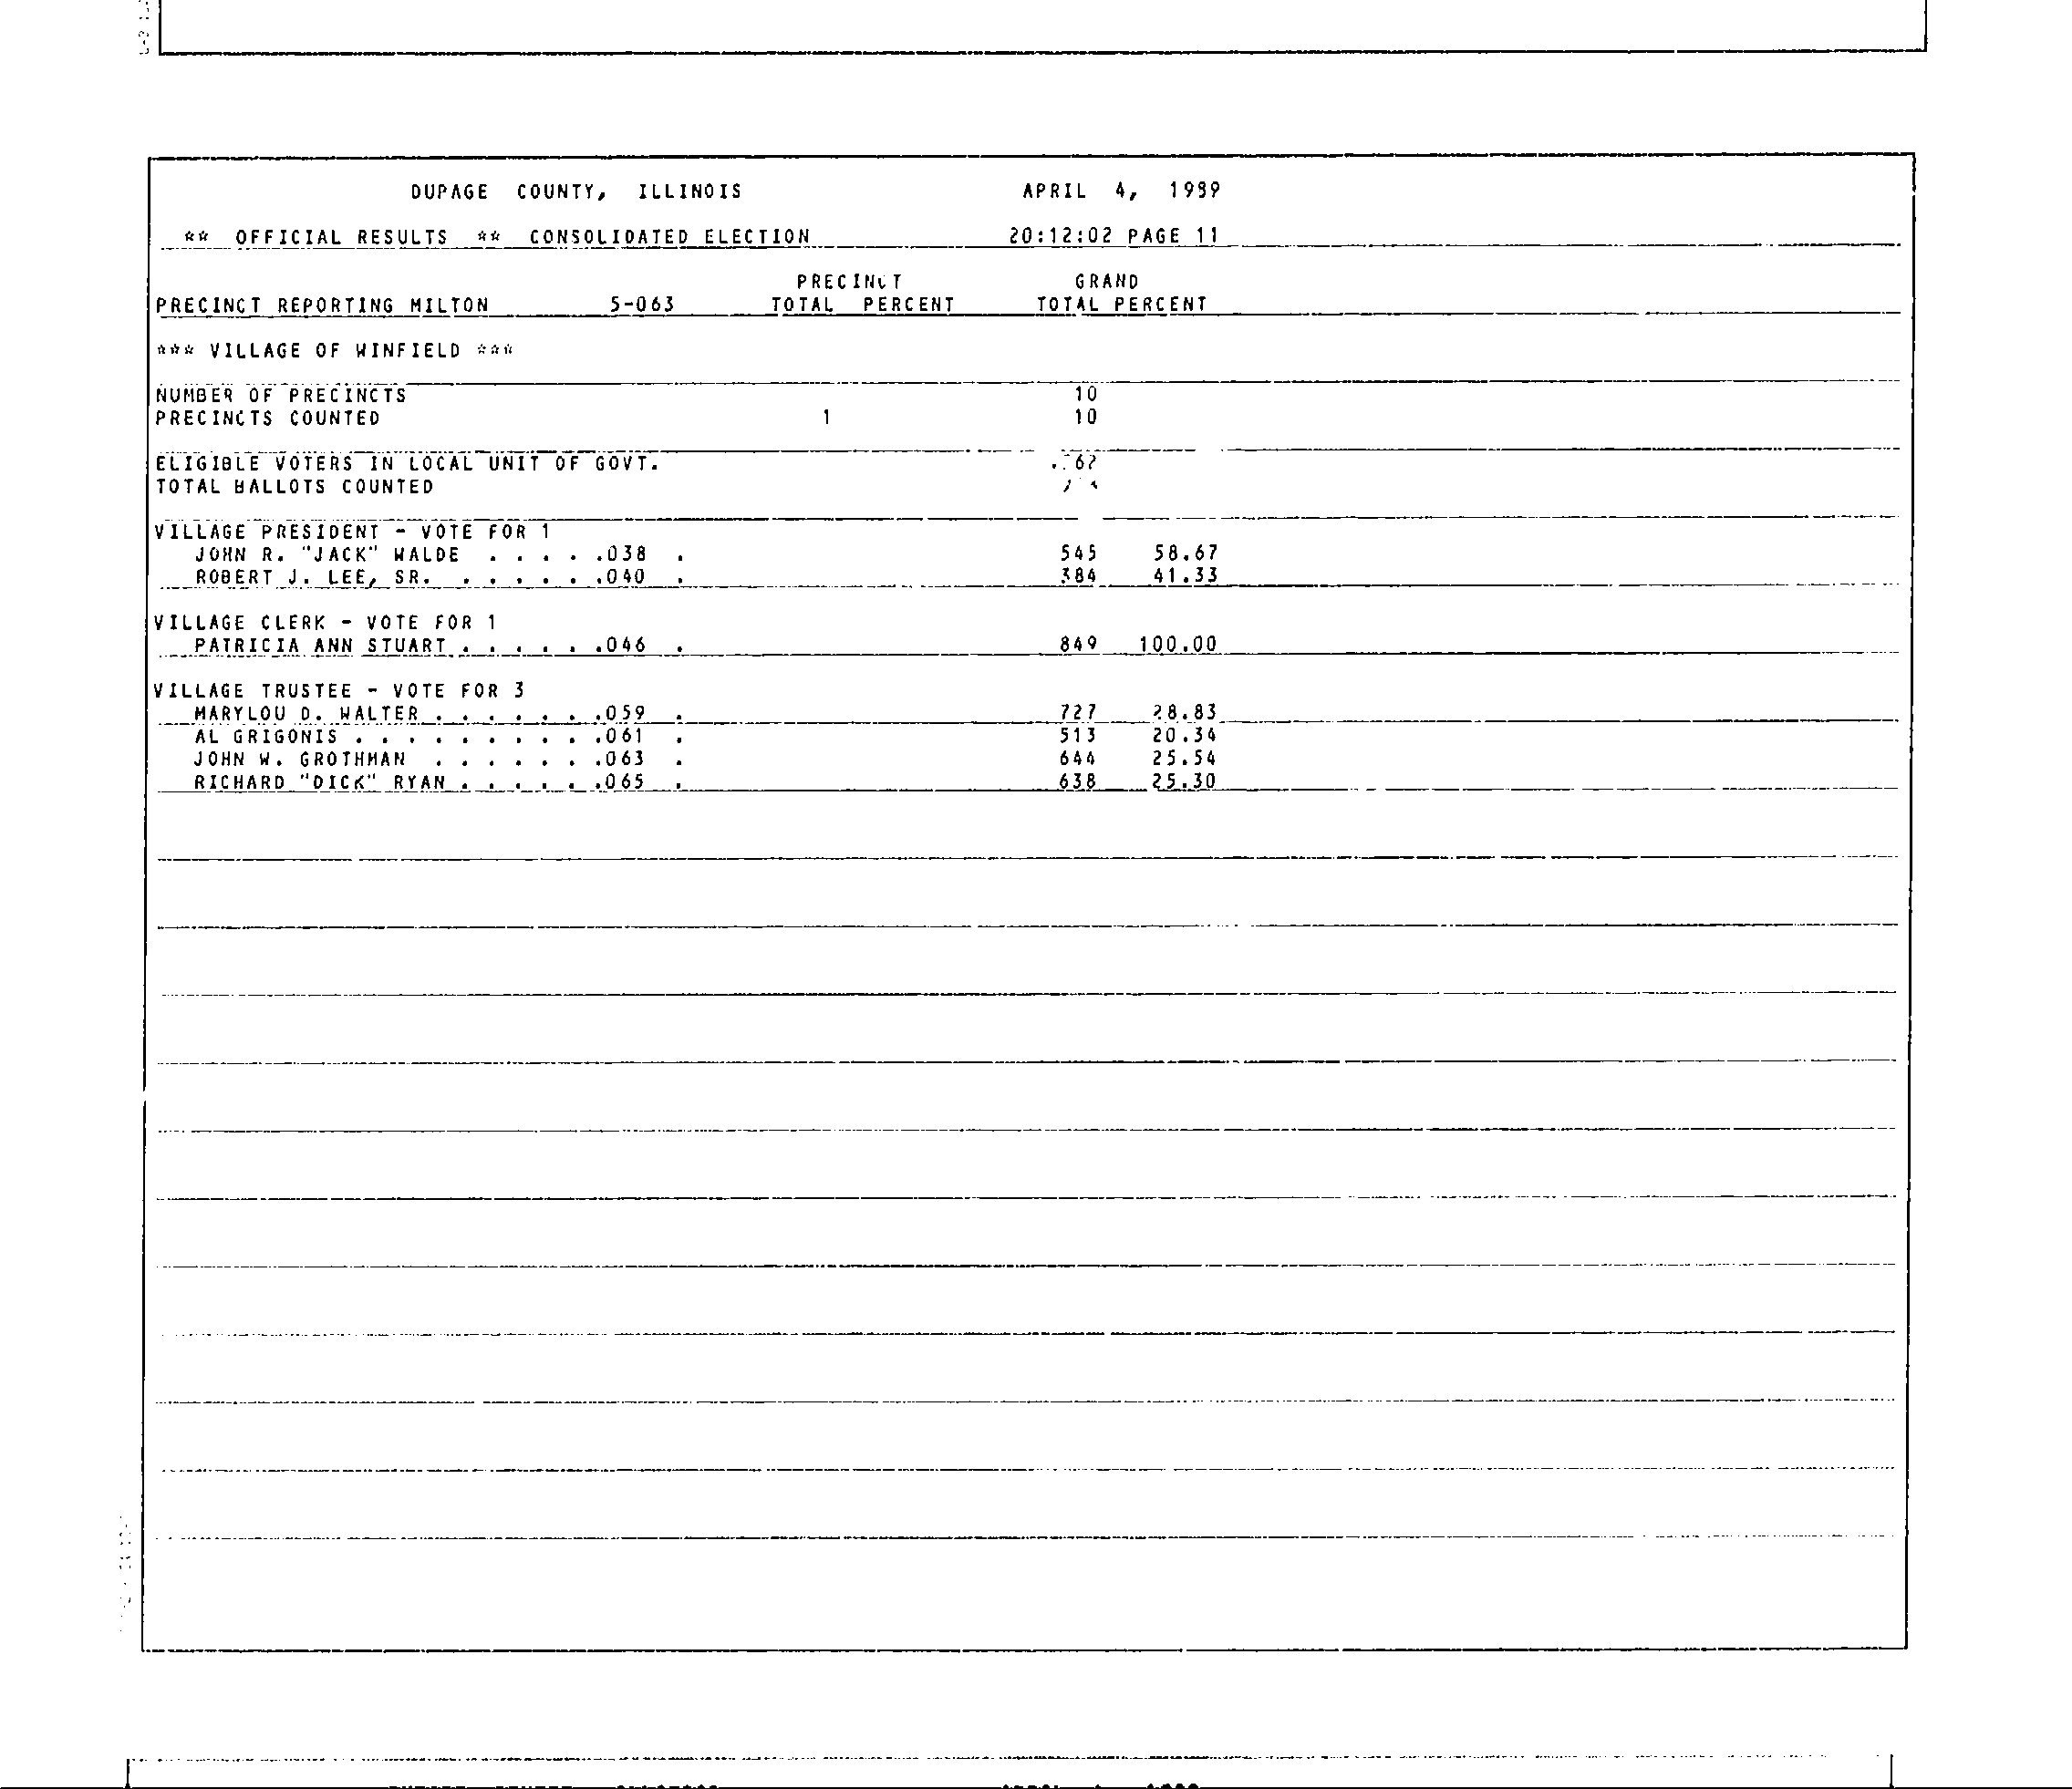 DUPAGE COUNTY, ILLINOIS APRIL 4, 1989
** OFFICIAL RESULTS ** CONSOLIDATED ELECTION 20:12:02 PAGE 11
PRECINCT GRAND
PRECINCT REPORTING MILTON 5-063 TOTAL PERCENT TOTAL PERCENT
*** VILLAGE OF WINFIELD ***
NUMBER OF PRECINCTS 10
PRECINCTS COUNTED 1 10
ELIGIBLE VOTERS IN LOCAL UNIT OF GOVT.
TOTAL BALLOTS COUNTED
VILLAGE PRESIDENT - VOTE FOR 1
JOHN R. "JACK" WALDE . . . . .038 . 545 58.67
ROBERT J. LEE, SR. . . . . . .040 . 384 41.33
VILLAGE CLERK - VOTE FOR 1
PATRICIA ANN STUART . . . . . .046 . 849 100.00
VILLAGE TRUSTEE - VOTE FOR 3
MARYLOU D. WALTER . . . . . . .059 . 727 28.83
AL GRIGONIS . . . . . . . . . .061 . 513 20.34
JOHN W. GROTHMAN . . . . . . .063 . 644 25.54
RICHARD "DICK" RYAN . . . . . .065 . 638 25.30